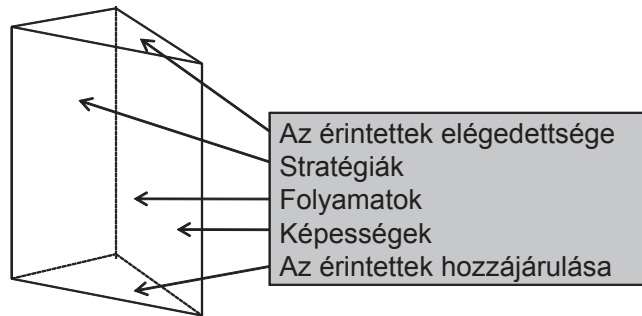 Az érintettek elégedettsége
Stratégiák
Folyamatok
Képességek
Az érintettek hozzájárulása